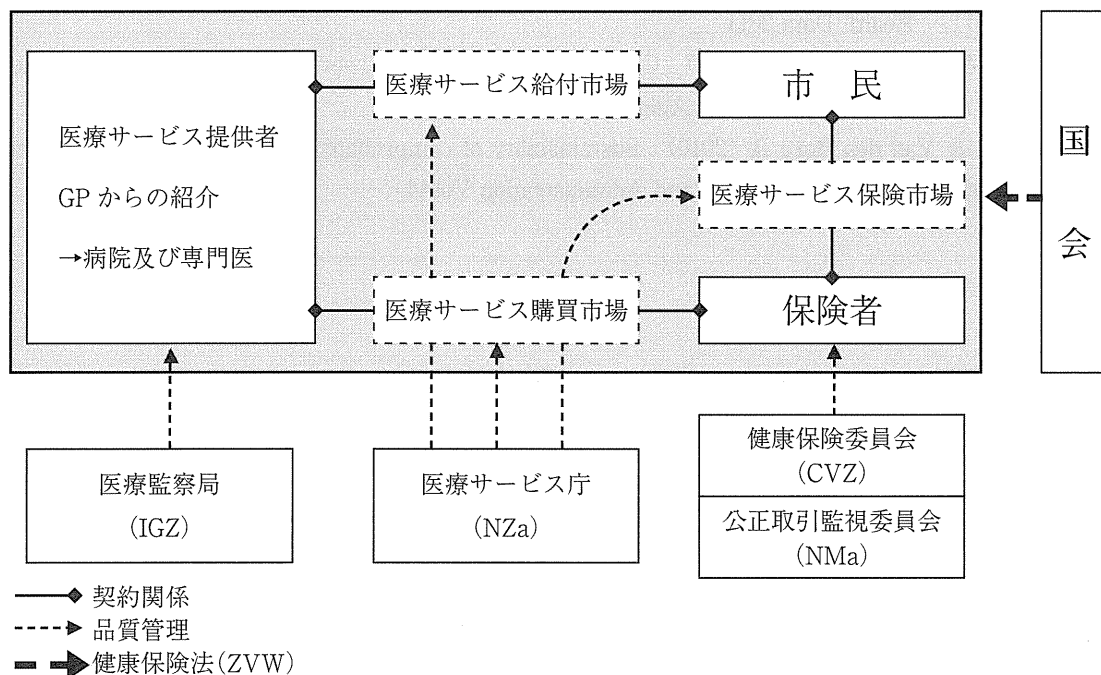 医療サービス提供者
GPからの紹介
→病院及び専門医
医療サービス給付市場
市 民
医療サービス保険市場
医療サービス購買市場
保険者
国会
医療監察局
(IGZ)
医療サービス庁
(NZa)
健康保険委員会
(CVZ)
公正取引監視委員会
(NMa)
契約関係
品質管理
健康保険法(ZVW)